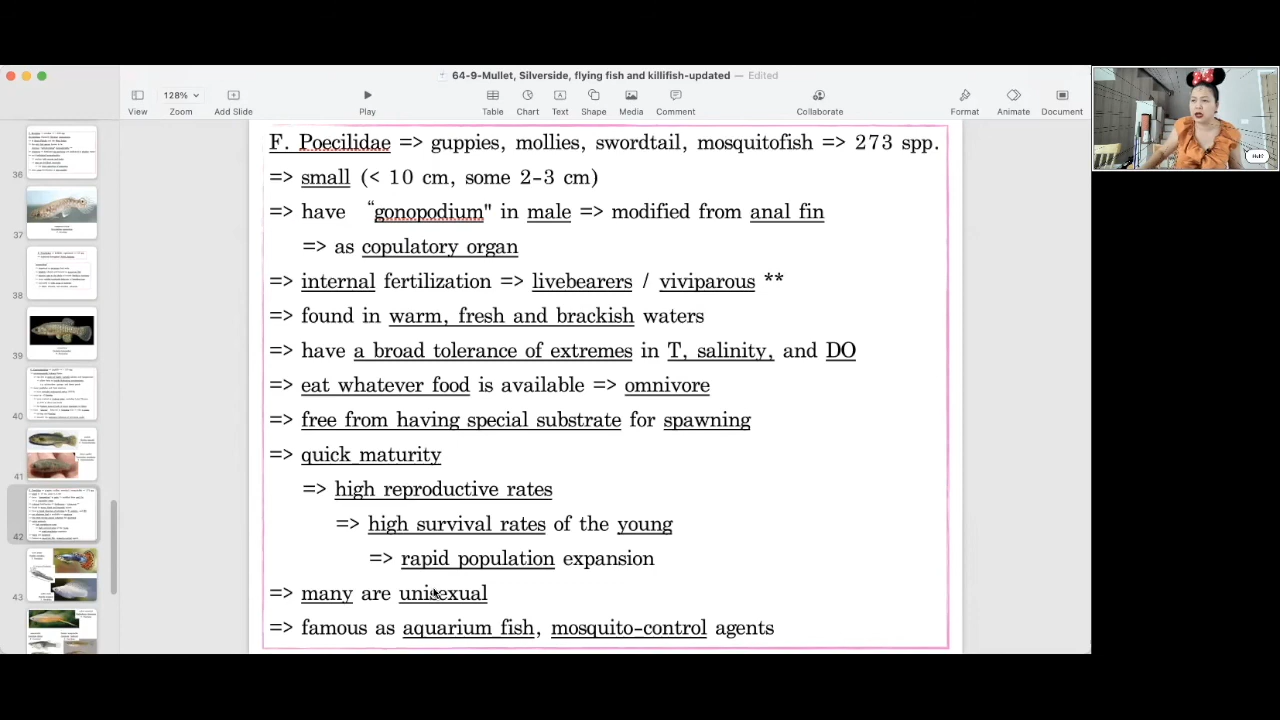 64-9-Mullet, Silverside, flying fish and killifish-updated — Edited
128%
View Zoom Add Slide Play Table Chart Text Shape Media Comment Collaborate Format Animate Document
F. Poecilidae => guppies, mollies, swordtail, mosquitofish => 273 spp.
=> small (< 10 cm, some 2-3 cm)
=> have “gonopodium" in male => modified from anal fin
=> as copulatory organ
=> internal fertilization => livebearers / viviparous **
=> found in warm, fresh and brackish waters
=> have a broad tolerance of extremes in T, salinity, and DO
=> eat whatever food is available => omnivore
=> free from having special substrate for spawning
=> quick maturity
=> high reproductive rates
=> high survival rates of the young
=> rapid population expansion
=> many are unisexual
=> famous as aquarium fish, mosquito-control agents
36
37
38
39
40
41
42
43